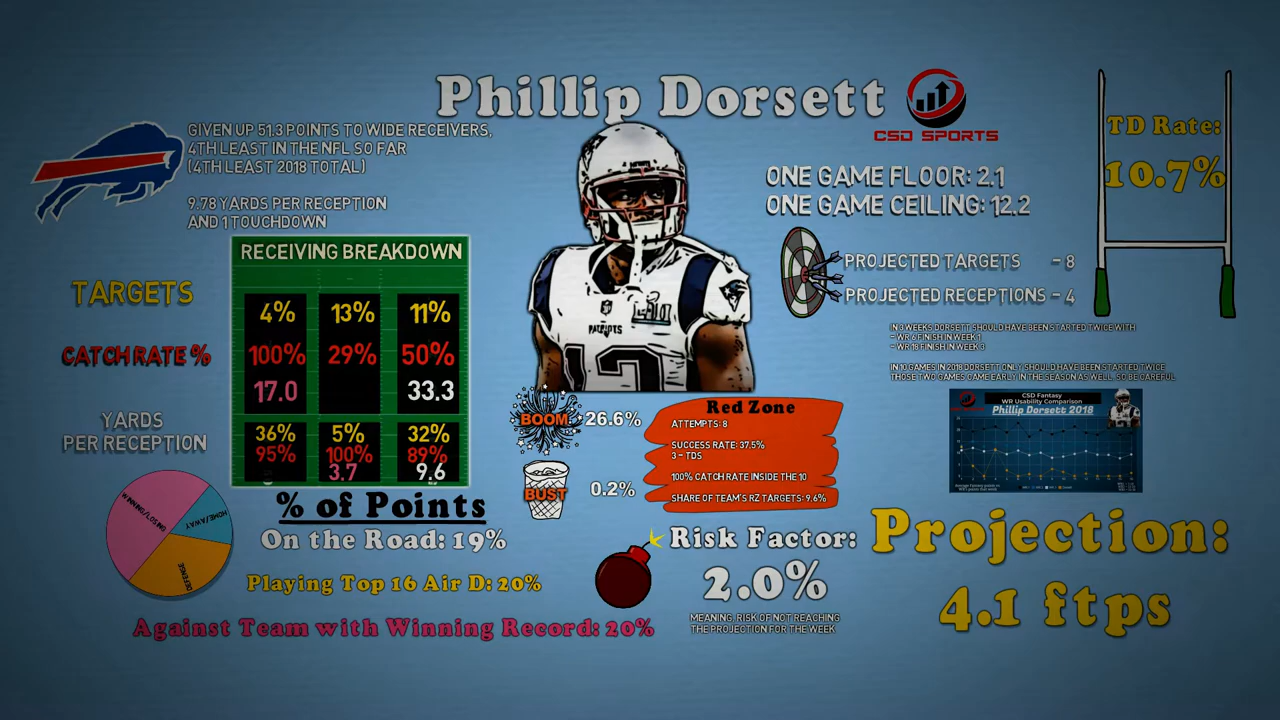 Phillip Dorsett
CSD SPORTS
TD Rate:
10.7%
GIVEN UP 51.3 POINTS TO WIDE RECEIVERS,
4TH LEAST IN THE NFL SO FAR
(4TH LEAST 2018 TOTAL)
9.78 YARDS PER RECEPTION
AND 1 TOUCHDOWN
ONE GAME FLOOR: 2.1
ONE GAME CEILING: 12.2
PROJECTED TARGETS - 8
PROJECTED RECEPTIONS - 4
IN 3 WEEKS DORSETT SHOULD HAVE BEEN STARTED TWICE WITH
- WR 6 FINISH IN WEEK 1
- WR 18 FINISH IN WEEK 3
IN 10 GAMES IN 2018 DORSETT ONLY SHOULD HAVE BEEN STARTED TWICE
THOSE TWO GAMES CAME EARLY IN THE SEASON AS WELL, SO BE CAREFUL
RECEIVING BREAKDOWN
TARGETS
CATCH RATE %
YARDS
PER RECEPTION
4% 13% 11%
100% 29% 50%
17.0 33.3
36% 5% 32%
95% 100% 89%
3.7 9.6
PATRIOTS
BOOM
26.6%
BUST
0.2%
Red Zone
ATTEMPTS: 8
SUCCESS RATE: 37.5%
3 - TDS
100% CATCH RATE INSIDE THE 10
SHARE OF TEAM'S RZ TARGETS: 9.6%
CSD Fantasy
WR Usability Comparison
Phillip Dorsett 2018
HOME/AWAY
DEFENSE
% of Points
On the Road: 19%
Playing Top 16 Air D: 20%
Against Team with Winning Record: 20%
Risk Factor:
2.0%
MEANING, RISK OF NOT REACHING
THE PROJECTION FOR THE WEEK
Projection:
4.1 ftps